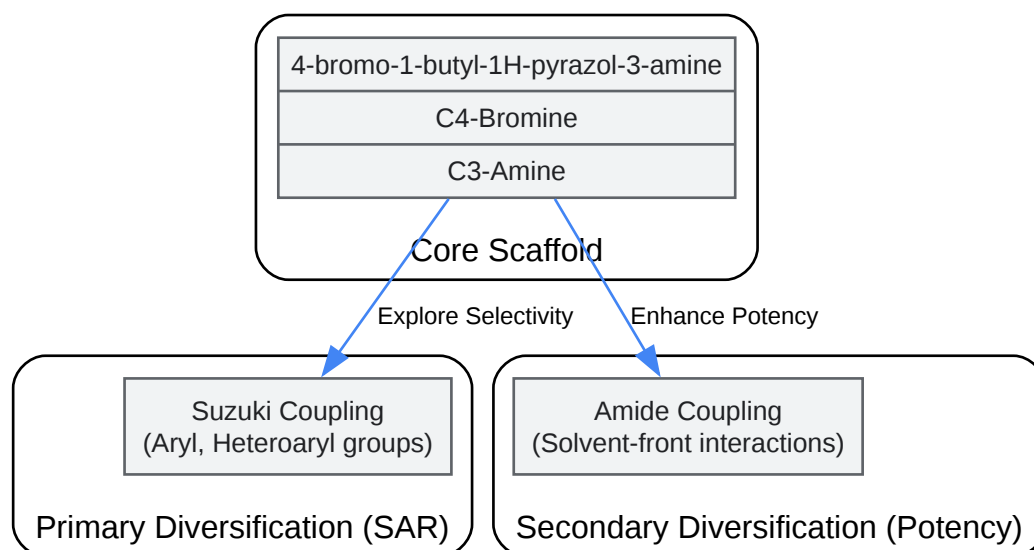 4-bromo-1-butyl-1H-pyrazol-3-amine
C4-Bromine
C3-Amine
Core Scaffold
Explore Selectivity
Enhance Potency
Suzuki Coupling
(Aryl, Heteroaryl groups)
Primary Diversification (SAR)
Amide Coupling
(Solvent-front interactions)
Secondary Diversification (Potency)